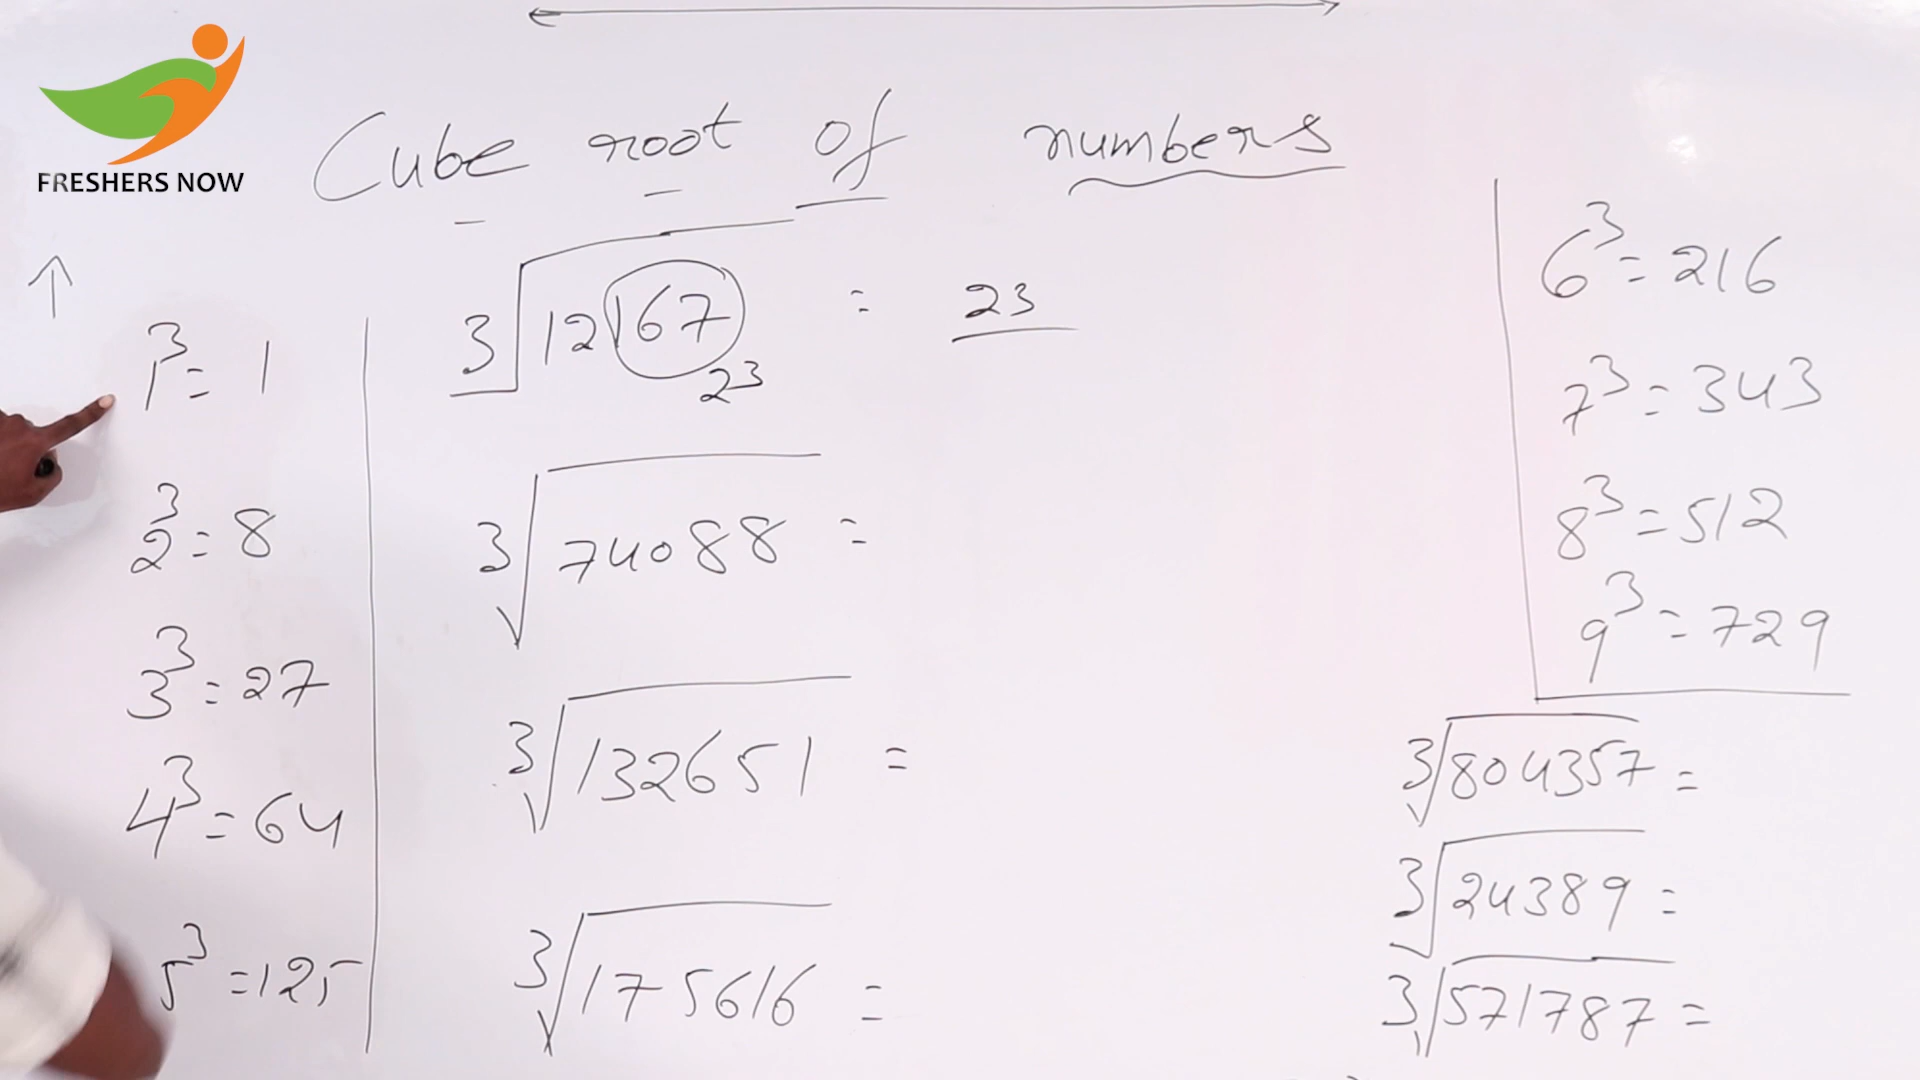 FRESHERS NOW
Cube root of numbers
1³ = 1
2³ = 8
3³ = 27
4³ = 64
5³ = 125
³√12167 = 23
23
³√74088 =
³√132651 =
³√175616 =
6³ = 216
7³ = 343
8³ = 512
9³ = 729
³√804357 =
³√24389 =
³√571787 =